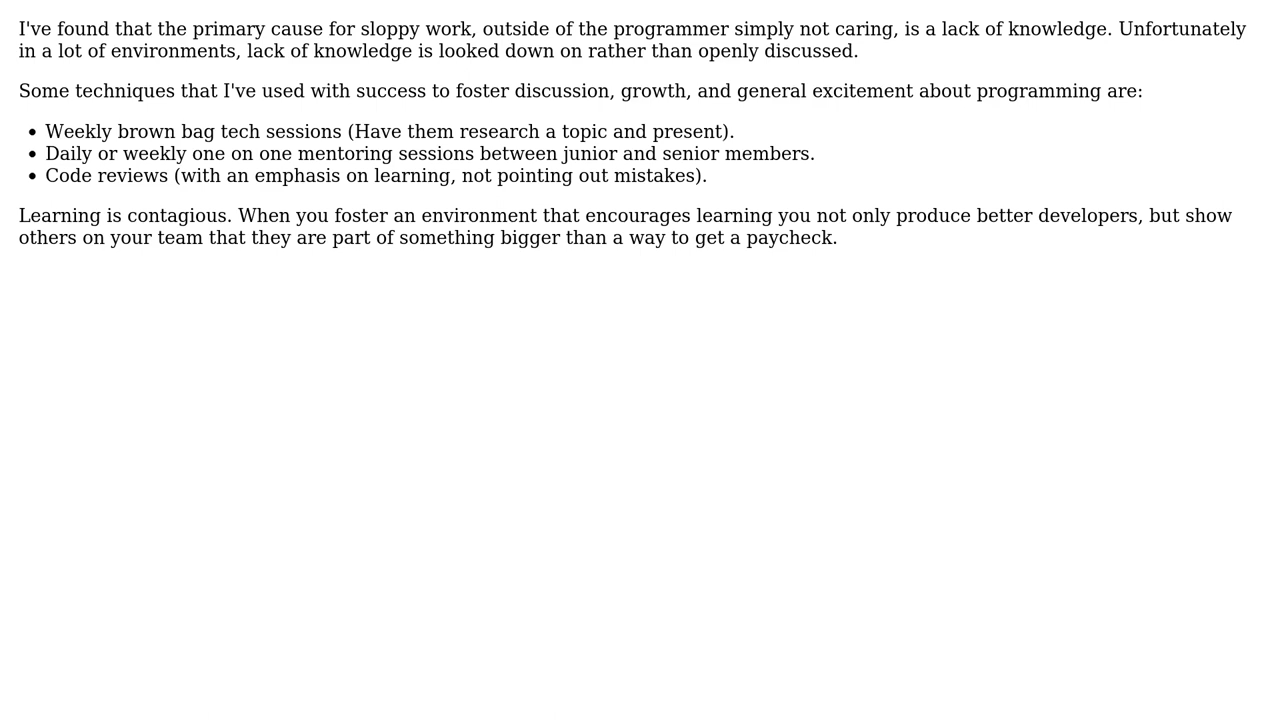 I've found that the primary cause for sloppy work, outside of the programmer simply not caring, is a lack of knowledge. Unfortunately
in a lot of environments, lack of knowledge is looked down on rather than openly discussed.
Some techniques that I've used with success to foster discussion, growth, and general excitement about programming are:
• Weekly brown bag tech sessions (Have them research a topic and present).
• Daily or weekly one on one mentoring sessions between junior and senior members.
• Code reviews (with an emphasis on learning, not pointing out mistakes).
Learning is contagious. When you foster an environment that encourages learning you not only produce better developers, but show
others on your team that they are part of something bigger than a way to get a paycheck.